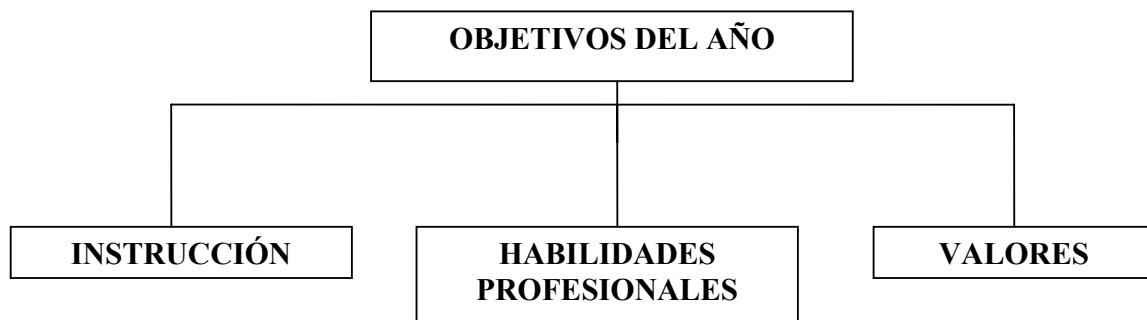 OBJETIVOS DEL AÑO
INSTRUCCIÓN
HABILIDADES
PROFESIONALES
VALORES